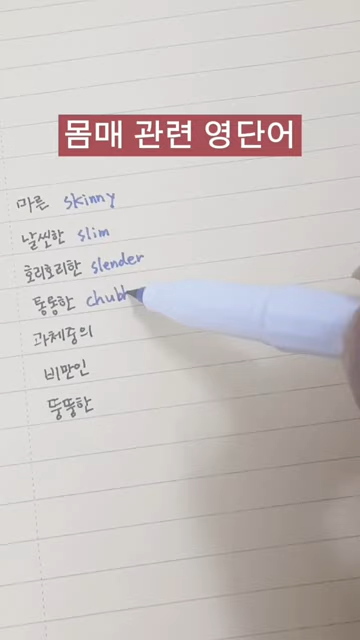 몸매 관련 영단어
마른 skinny
날씬한 slim
호리호리한 slender
통통한 chubb
과체중의
비만인
뚱뚱한